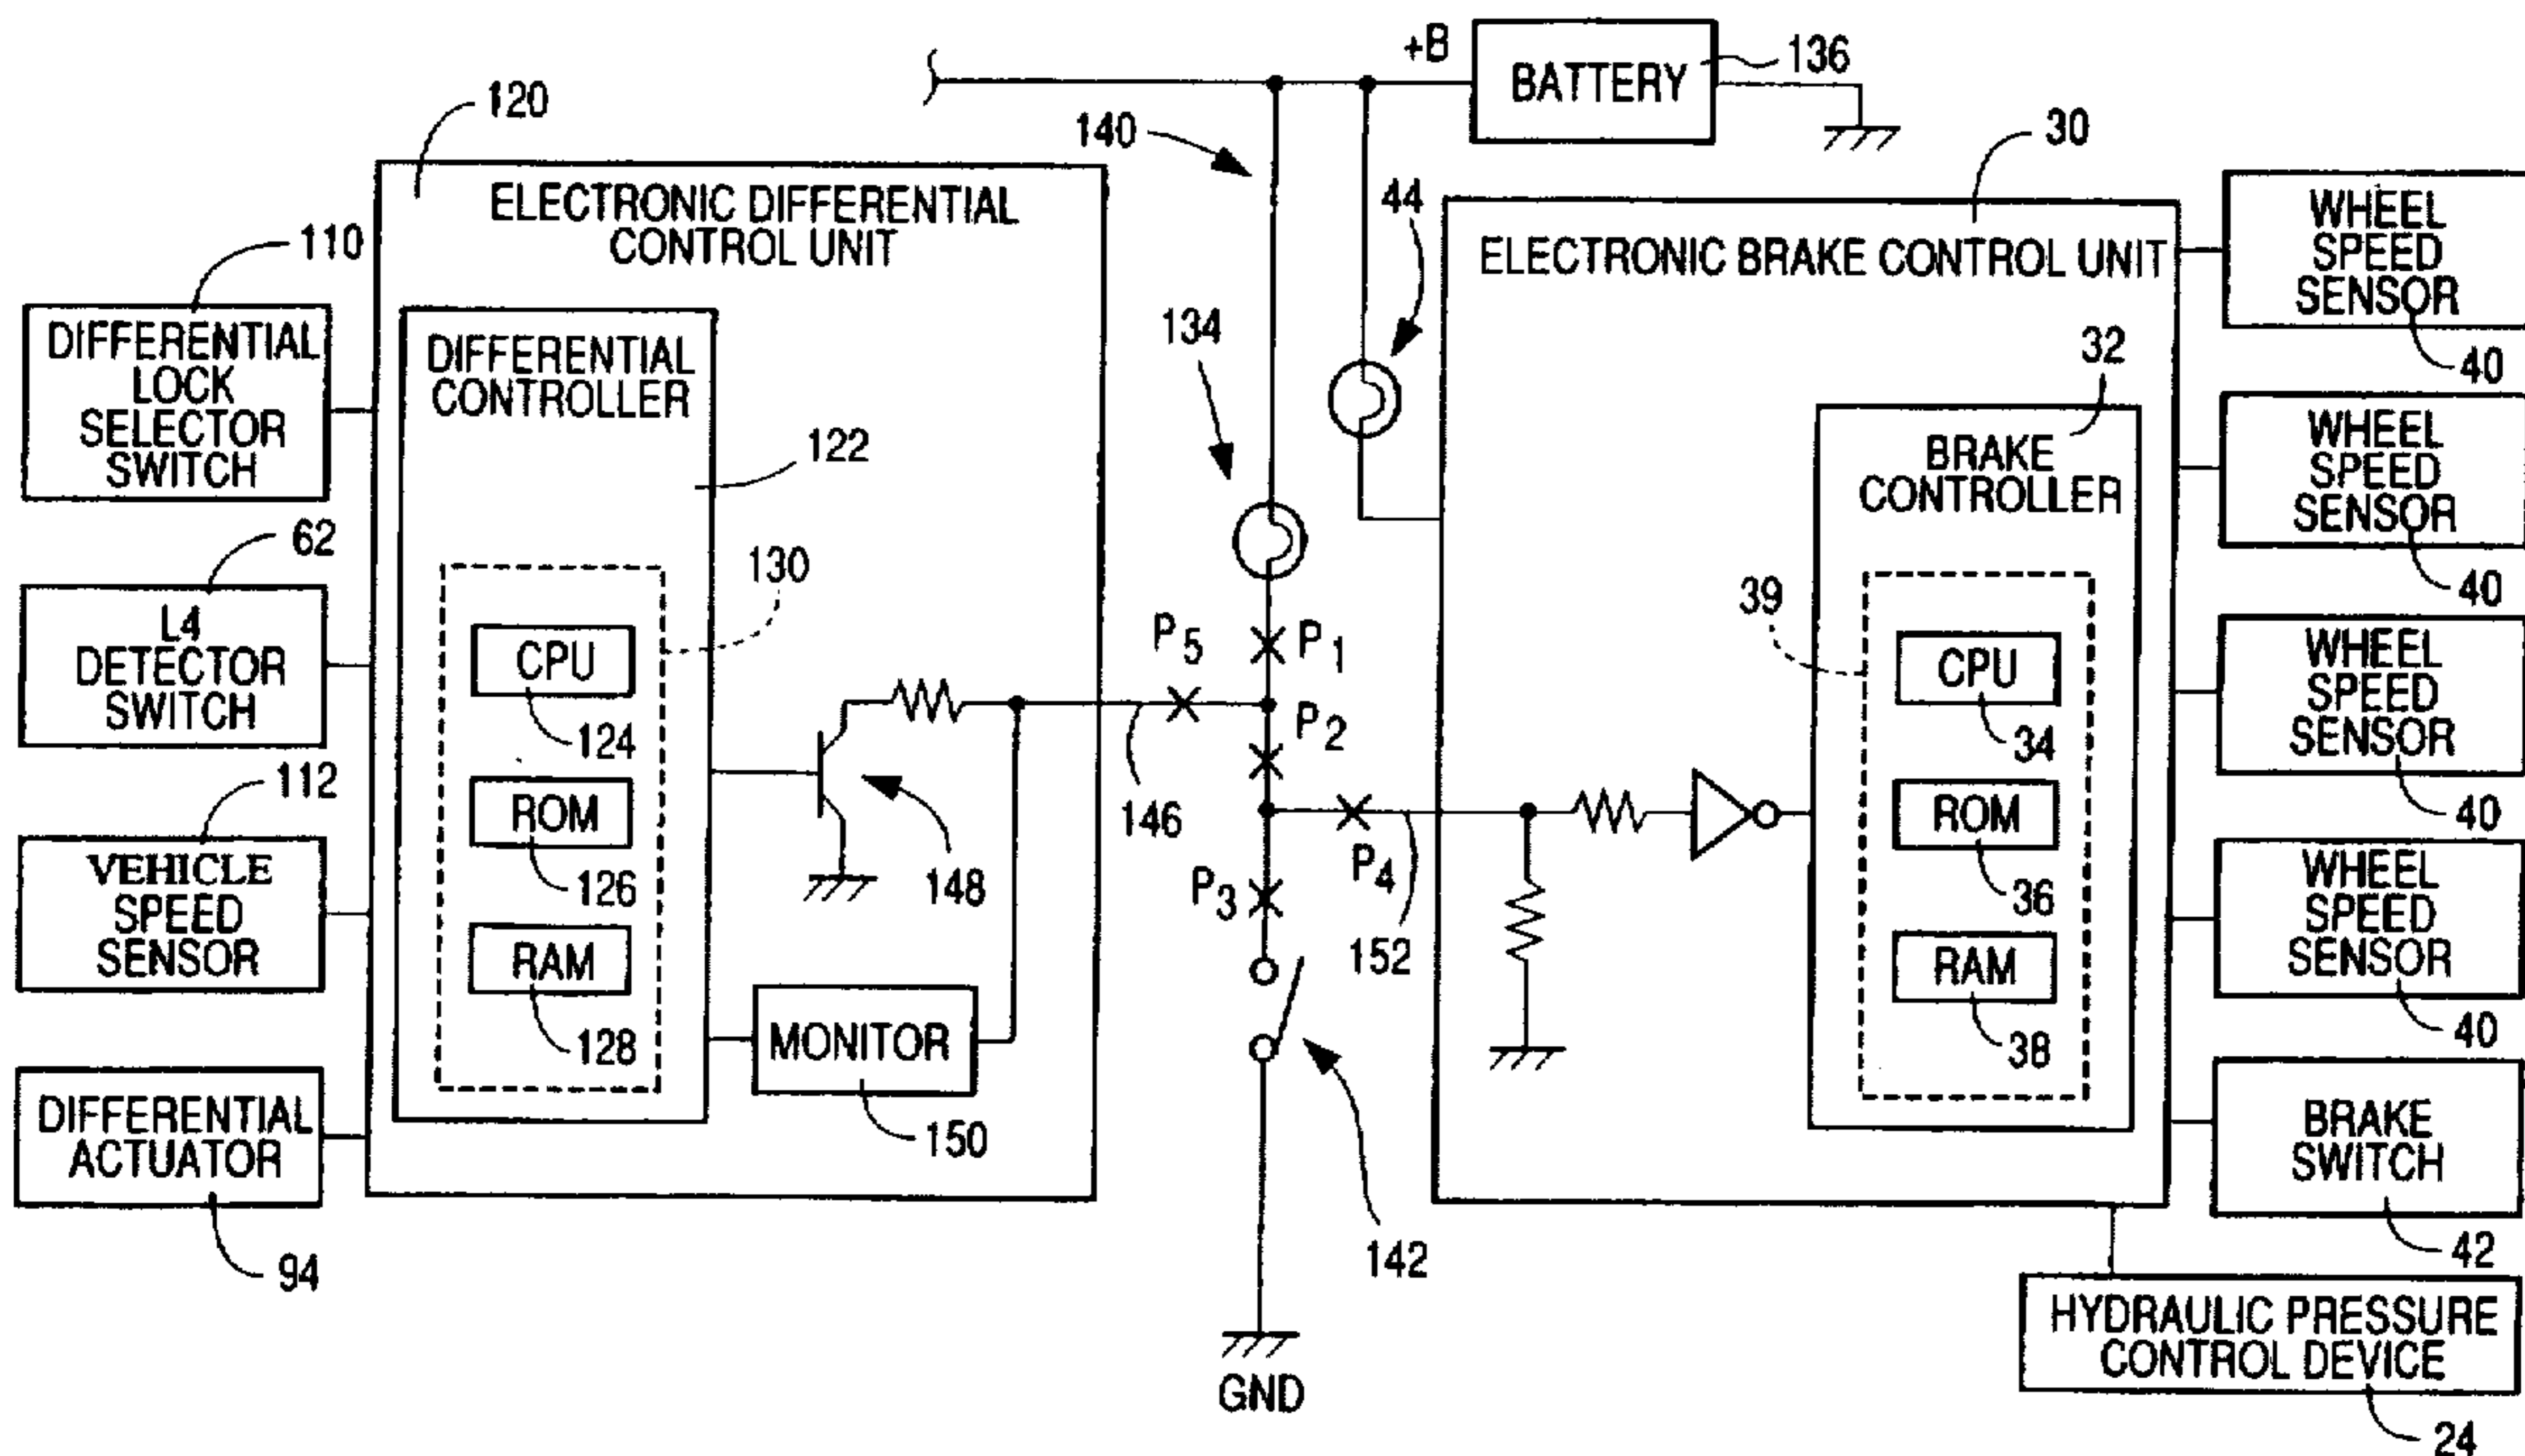 +B
BATTERY
136
120
140
30
ELECTRONIC DIFFERENTIAL
CONTROL UNIT
44
ELECTRONIC BRAKE CONTROL UNIT
WHEEL
SPEED
SENSOR
40
110
DIFFERENTIAL
LOCK
SELECTOR
SWITCH
DIFFERENTIAL
CONTROLLER
134
32
BRAKE
CONTROLLER
WHEEL
SPEED
SENSOR
40
122
62
L4
DETECTOR
SWITCH
130
CPU
124
P5
P1
P2
146
39
CPU
34
WHEEL
SPEED
SENSOR
40
112
VEHICLE
SPEED
SENSOR
ROM
126
148
P3
P4
152
ROM
36
WHEEL
SPEED
SENSOR
40
RAM
128
MONITOR
150
RAM
38
DIFFERENTIAL
ACTUATOR
94
142
BRAKE
SWITCH
42
GND
HYDRAULIC PRESSURE
CONTROL DEVICE
24